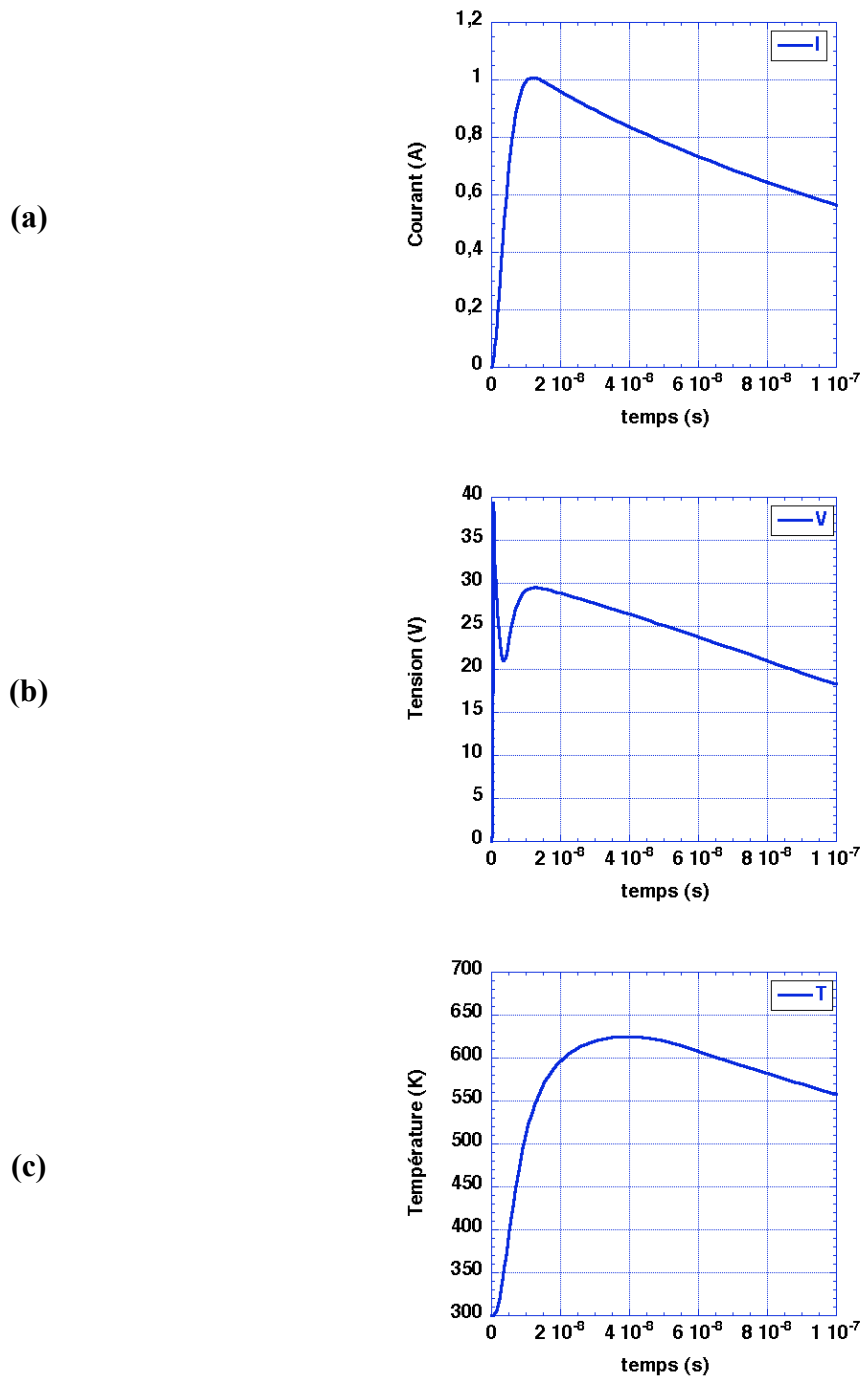 (a)
Courant (A)
1,2
1
0,8
0,6
0,4
0,2
0
I
0 2 10-8 4 10-8 6 10-8 8 10-8 1 10-7
temps (s)
(b)
Tension (V)
40
35
30
25
20
15
10
5
0
V
0 2 10-8 4 10-8 6 10-8 8 10-8 1 10-7
temps (s)
(c)
Température (K)
700
650
600
550
500
450
400
350
300
T
0 2 10-8 4 10-8 6 10-8 8 10-8 1 10-7
temps (s)